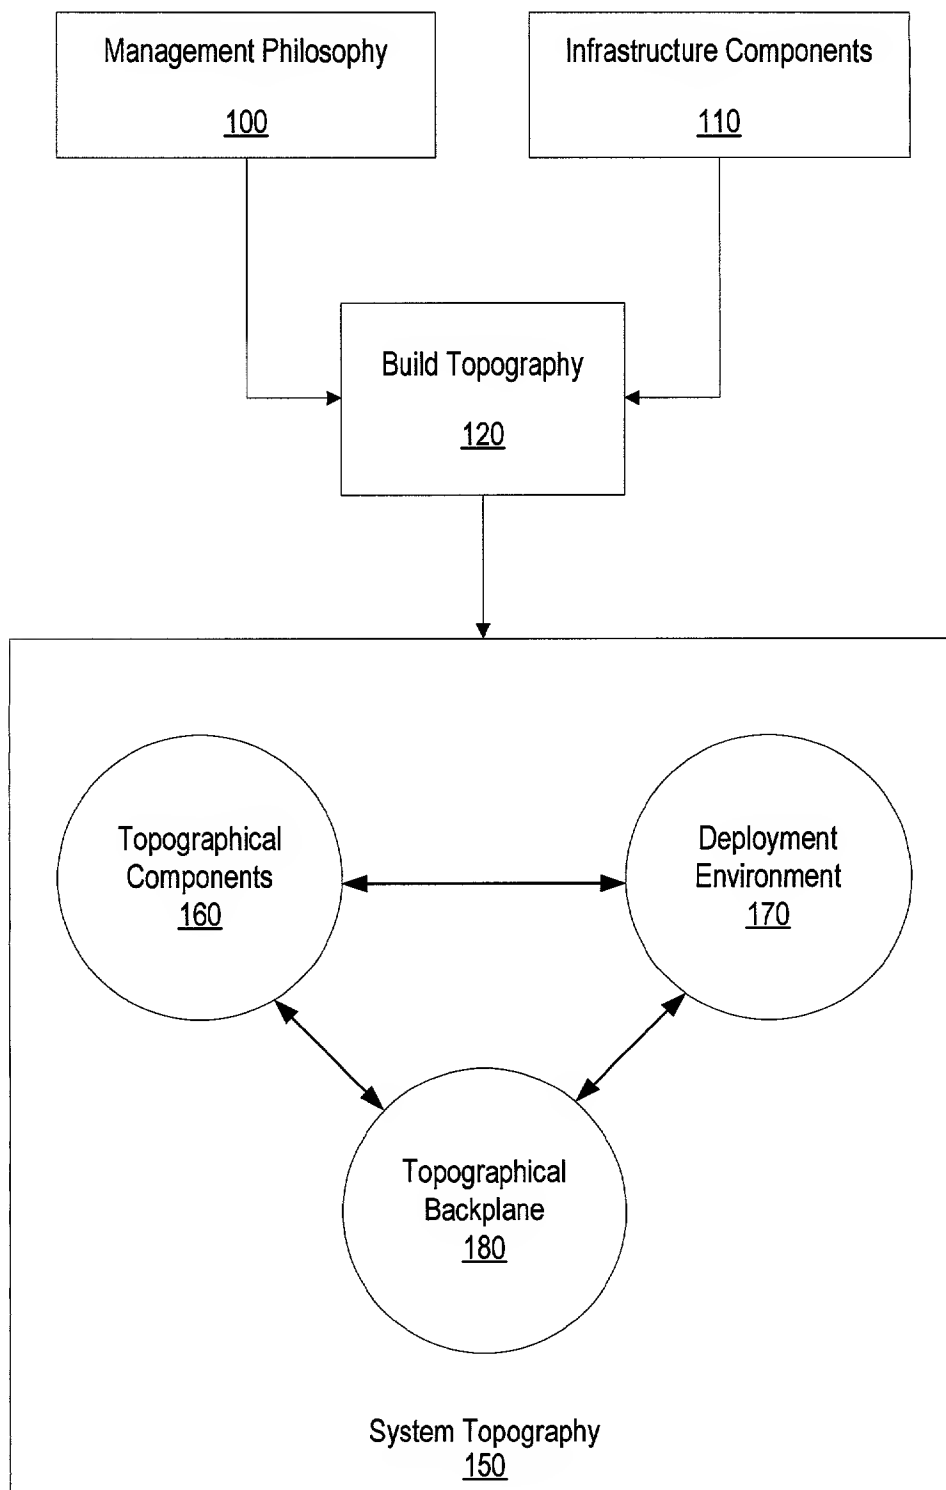 Management Philosophy
100
Infrastructure Components
110
Build Topography
120
Topographical
Components
160
Deployment
Environment
170
Topographical
Backplane
180
System Topography
150